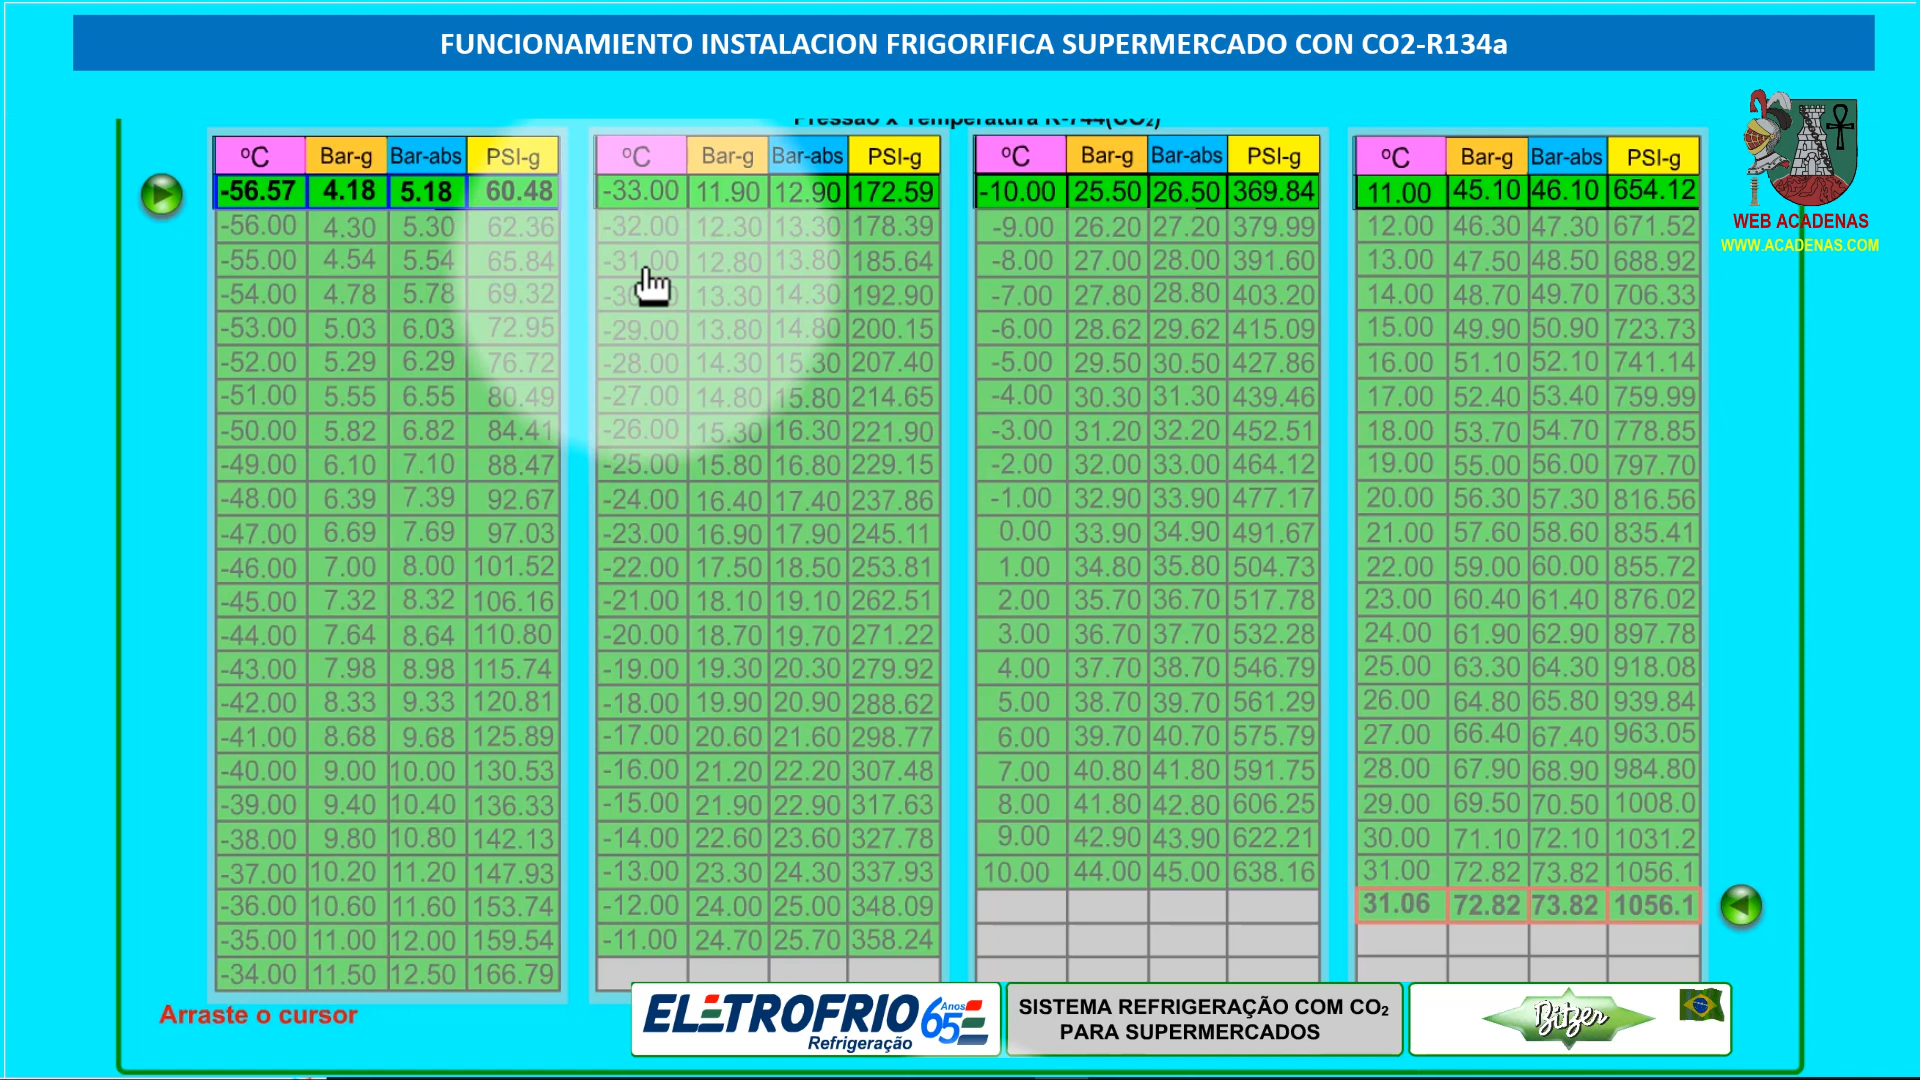 FUNCIONAMIENTO INSTALACION FRIGORIFICA SUPERMERCADO CON CO2-R134a
Pressão x Temperatura R-744(CO₂)
WEB ACADENAS
WWW.ACADENAS.COM
ºC Bar-g Bar-abs PSI-g
-56.57 4.18 5.18 60.48
-56.00 4.30 5.30 62.36
-55.00 4.54 5.54 65.84
-54.00 4.78 5.78 69.32
-53.00 5.03 6.03 72.95
-52.00 5.29 6.29 76.72
-51.00 5.55 6.55 80.49
-50.00 5.82 6.82 84.41
-49.00 6.10 7.10 88.47
-48.00 6.39 7.39 92.67
-47.00 6.69 7.69 97.03
-46.00 7.00 8.00 101.52
-45.00 7.32 8.32 106.16
-44.00 7.64 8.64 110.80
-43.00 7.98 8.98 115.74
-42.00 8.33 9.33 120.81
-41.00 8.68 9.68 125.89
-40.00 9.00 10.00 130.53
-39.00 9.40 10.40 136.33
-38.00 9.80 10.80 142.13
-37.00 10.20 11.20 147.93
-36.00 10.60 11.60 153.74
-35.00 11.00 12.00 159.54
-34.00 11.50 12.50 166.79
ºC Bar-g Bar-abs PSI-g
-33.00 11.90 12.90 172.59
-32.00 12.30 13.30 178.39
-31.00 12.80 13.80 185.64
13.30 14.30 192.90
-29.00 13.80 14.80 200.15
-28.00 14.30 15.30 207.40
-27.00 14.80 15.80 214.65
-26.00 15.30 16.30 221.90
-25.00 15.80 16.80 229.15
-24.00 16.40 17.40 237.86
-23.00 16.90 17.90 245.11
-22.00 17.50 18.50 253.81
-21.00 18.10 19.10 262.51
-20.00 18.70 19.70 271.22
-19.00 19.30 20.30 279.92
-18.00 19.90 20.90 288.62
-17.00 20.60 21.60 298.77
-16.00 21.20 22.20 307.48
-15.00 21.90 22.90 317.63
-14.00 22.60 23.60 327.78
-13.00 23.30 24.30 337.93
-12.00 24.00 25.00 348.09
-11.00 24.70 25.70 358.24
ºC Bar-g Bar-abs PSI-g
-10.00 25.50 26.50 369.84
-9.00 26.20 27.20 379.99
-8.00 27.00 28.00 391.60
-7.00 27.80 28.80 403.20
-6.00 28.62 29.62 415.09
-5.00 29.50 30.50 427.86
-4.00 30.30 31.30 439.46
-3.00 31.20 32.20 452.51
-2.00 32.00 33.00 464.12
-1.00 32.90 33.90 477.17
0.00 33.90 34.90 491.67
1.00 34.80 35.80 504.73
2.00 35.70 36.70 517.78
3.00 36.70 37.70 532.28
4.00 37.70 38.70 546.79
5.00 38.70 39.70 561.29
6.00 39.70 40.70 575.79
7.00 40.80 41.80 591.75
8.00 41.80 42.80 606.25
9.00 42.90 43.90 622.21
10.00 44.00 45.00 638.16
ºC Bar-g Bar-abs PSI-g
11.00 45.10 46.10 654.12
12.00 46.30 47.30 671.52
13.00 47.50 48.50 688.92
14.00 48.70 49.70 706.33
15.00 49.90 50.90 723.73
16.00 51.10 52.10 741.14
17.00 52.40 53.40 759.99
18.00 53.70 54.70 778.85
19.00 55.00 56.00 797.70
20.00 56.30 57.30 816.56
21.00 57.60 58.60 835.41
22.00 59.00 60.00 855.72
23.00 60.40 61.40 876.02
24.00 61.90 62.90 897.78
25.00 63.30 64.30 918.08
26.00 64.80 65.80 939.84
27.00 66.40 67.40 963.05
28.00 67.90 68.90 984.80
29.00 69.50 70.50 1008.0
30.00 71.10 72.10 1031.2
31.00 72.82 73.82 1056.1
31.06 72.82 73.82 1056.1
Arraste o cursor
ELETROFRIO
Refrigeração
65 Anos
SISTEMA REFRIGERAÇÃO COM CO₂
PARA SUPERMERCADOS
Bitzer